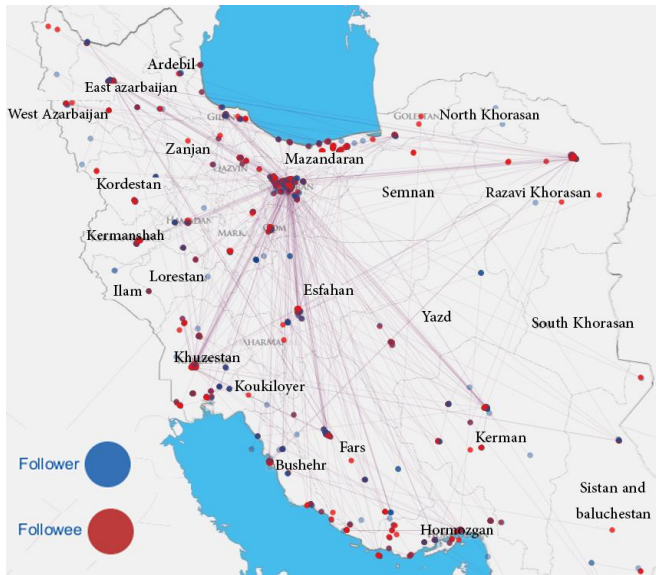 Ardebil
East azarbaijan
West Azarbaijan
GOLESTAN
North Khorasan
Zanjan
Mazandaran
Kordestan
Semnan
Razavi Khorasan
Kermanshah
Lorestan
Ilam
Esfahan
Yazd
South Khorasan
Khuzestan
Koukiloyer
Fars
Kerman
Bushehr
Follower
Sistan and
baluchestan
Followee
Hormozgan